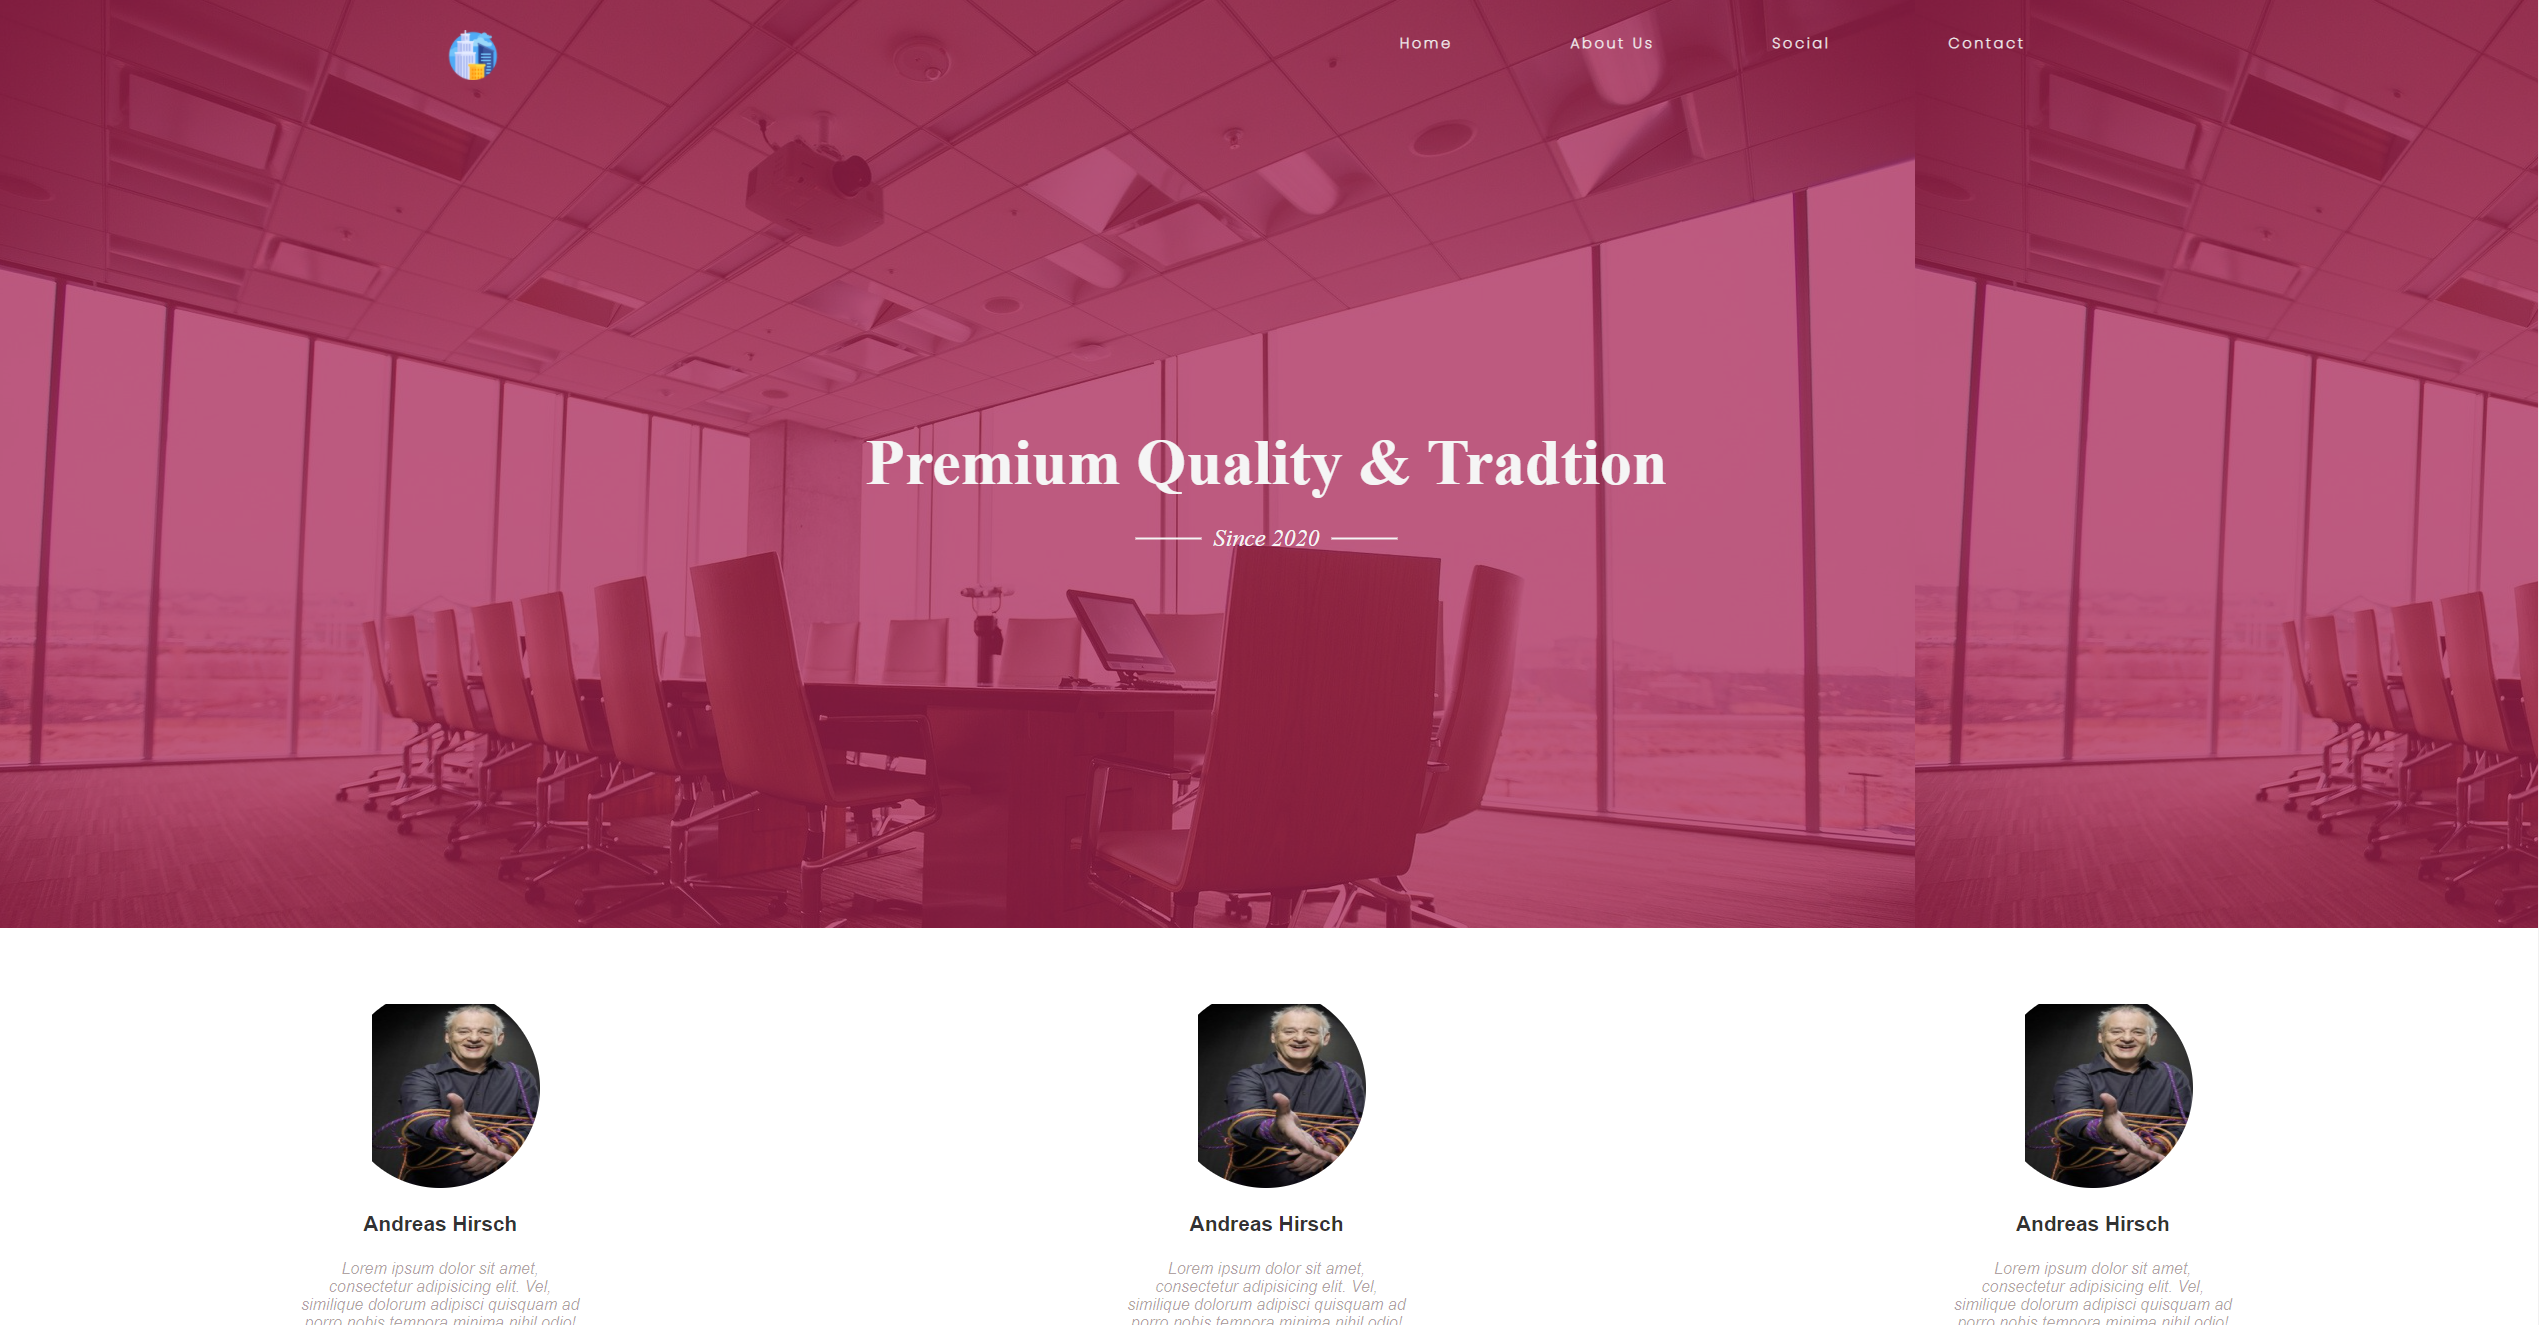 Home About Us Social Contact
Premium Quality & Tradtion
Since 2020
Andreas Hirsch
Lorem ipsum dolor sit amet,
consectetur adipisicing elit. Vel,
similique dolorum adipisci quisquam ad
porro nobis tempora minima nihil odio!
Andreas Hirsch
Lorem ipsum dolor sit amet,
consectetur adipisicing elit. Vel,
similique dolorum adipisci quisquam ad
porro nobis tempora minima nihil odio!
Andreas Hirsch
Lorem ipsum dolor sit amet,
consectetur adipisicing elit. Vel,
similique dolorum adipisci quisquam ad
porro nobis tempora minima nihil odio!